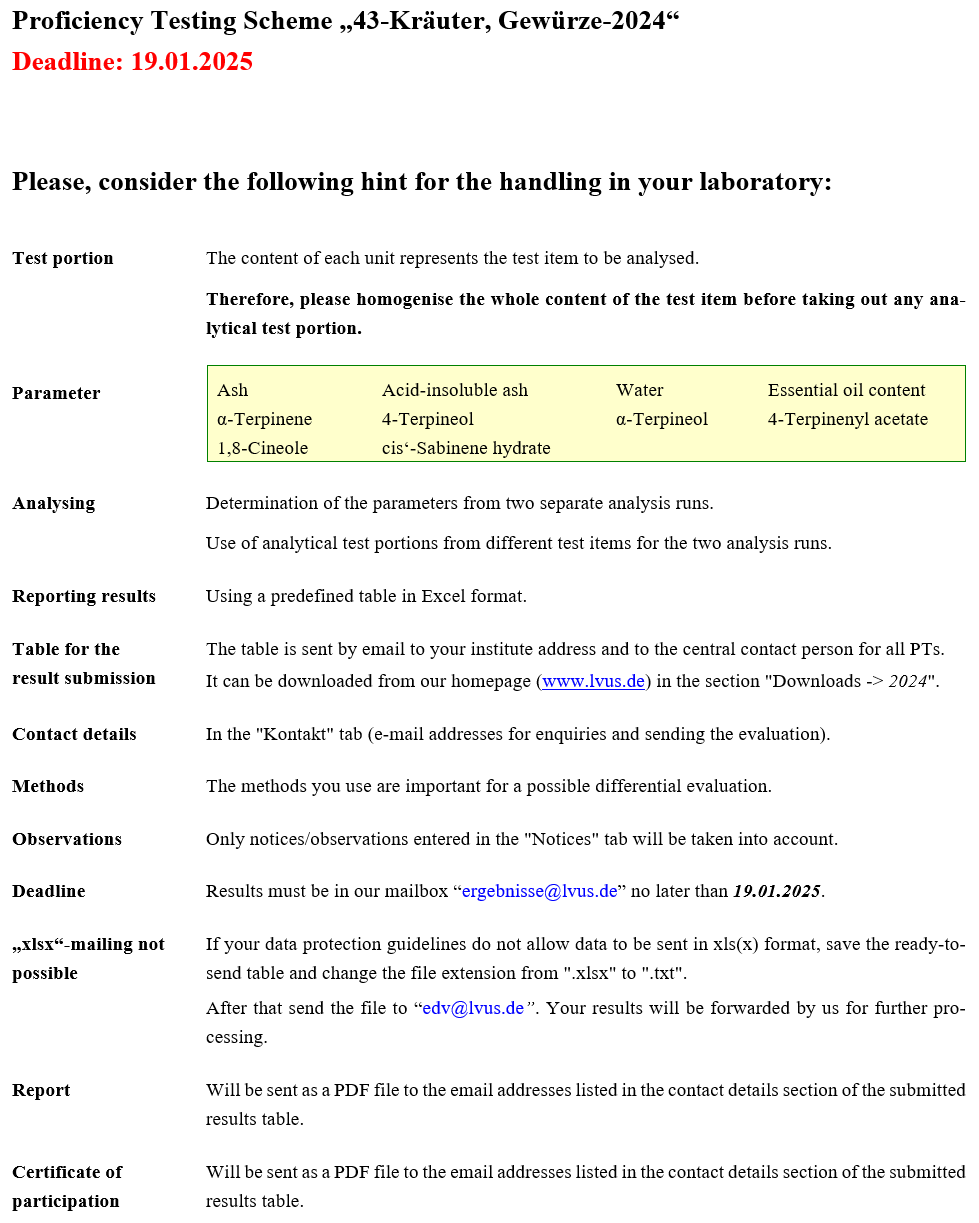 Proficiency Testing Scheme „43-Kräuter, Gewürze-2024“
Deadline: 19.01.2025
Please, consider the following hint for the handling in your laboratory:
Test portion The content of each unit represents the test item to be analysed.
Therefore, please homogenise the whole content of the test item before taking out any ana-
lytical test portion.
Parameter
Ash Acid-insoluble ash Water Essential oil content
α-Terpinene 4-Terpineol α-Terpineol 4-Terpinenyl acetate
1,8-Cineole cis‘-Sabinene hydrate
Analysing Determination of the parameters from two separate analysis runs.
Use of analytical test portions from different test items for the two analysis runs.
Reporting results Using a predefined table in Excel format.
Table for the The table is sent by email to your institute address and to the central contact person for all PTs.
result submission It can be downloaded from our homepage (www.lvus.de) in the section "Downloads -> 2024".
Contact details In the "Kontakt" tab (e-mail addresses for enquiries and sending the evaluation).
Methods The methods you use are important for a possible differential evaluation.
Observations Only notices/observations entered in the "Notices" tab will be taken into account.
Deadline Results must be in our mailbox “ergebnisse@lvus.de” no later than 19.01.2025.
„xlsx“-mailing not If your data protection guidelines do not allow data to be sent in xls(x) format, save the ready-to-
possible send table and change the file extension from ".xlsx" to ".txt".
After that send the file to “edv@lvus.de”. Your results will be forwarded by us for further pro-
cessing.
Report Will be sent as a PDF file to the email addresses listed in the contact details section of the submitted
results table.
Certificate of Will be sent as a PDF file to the email addresses listed in the contact details section of the submitted
participation results table.